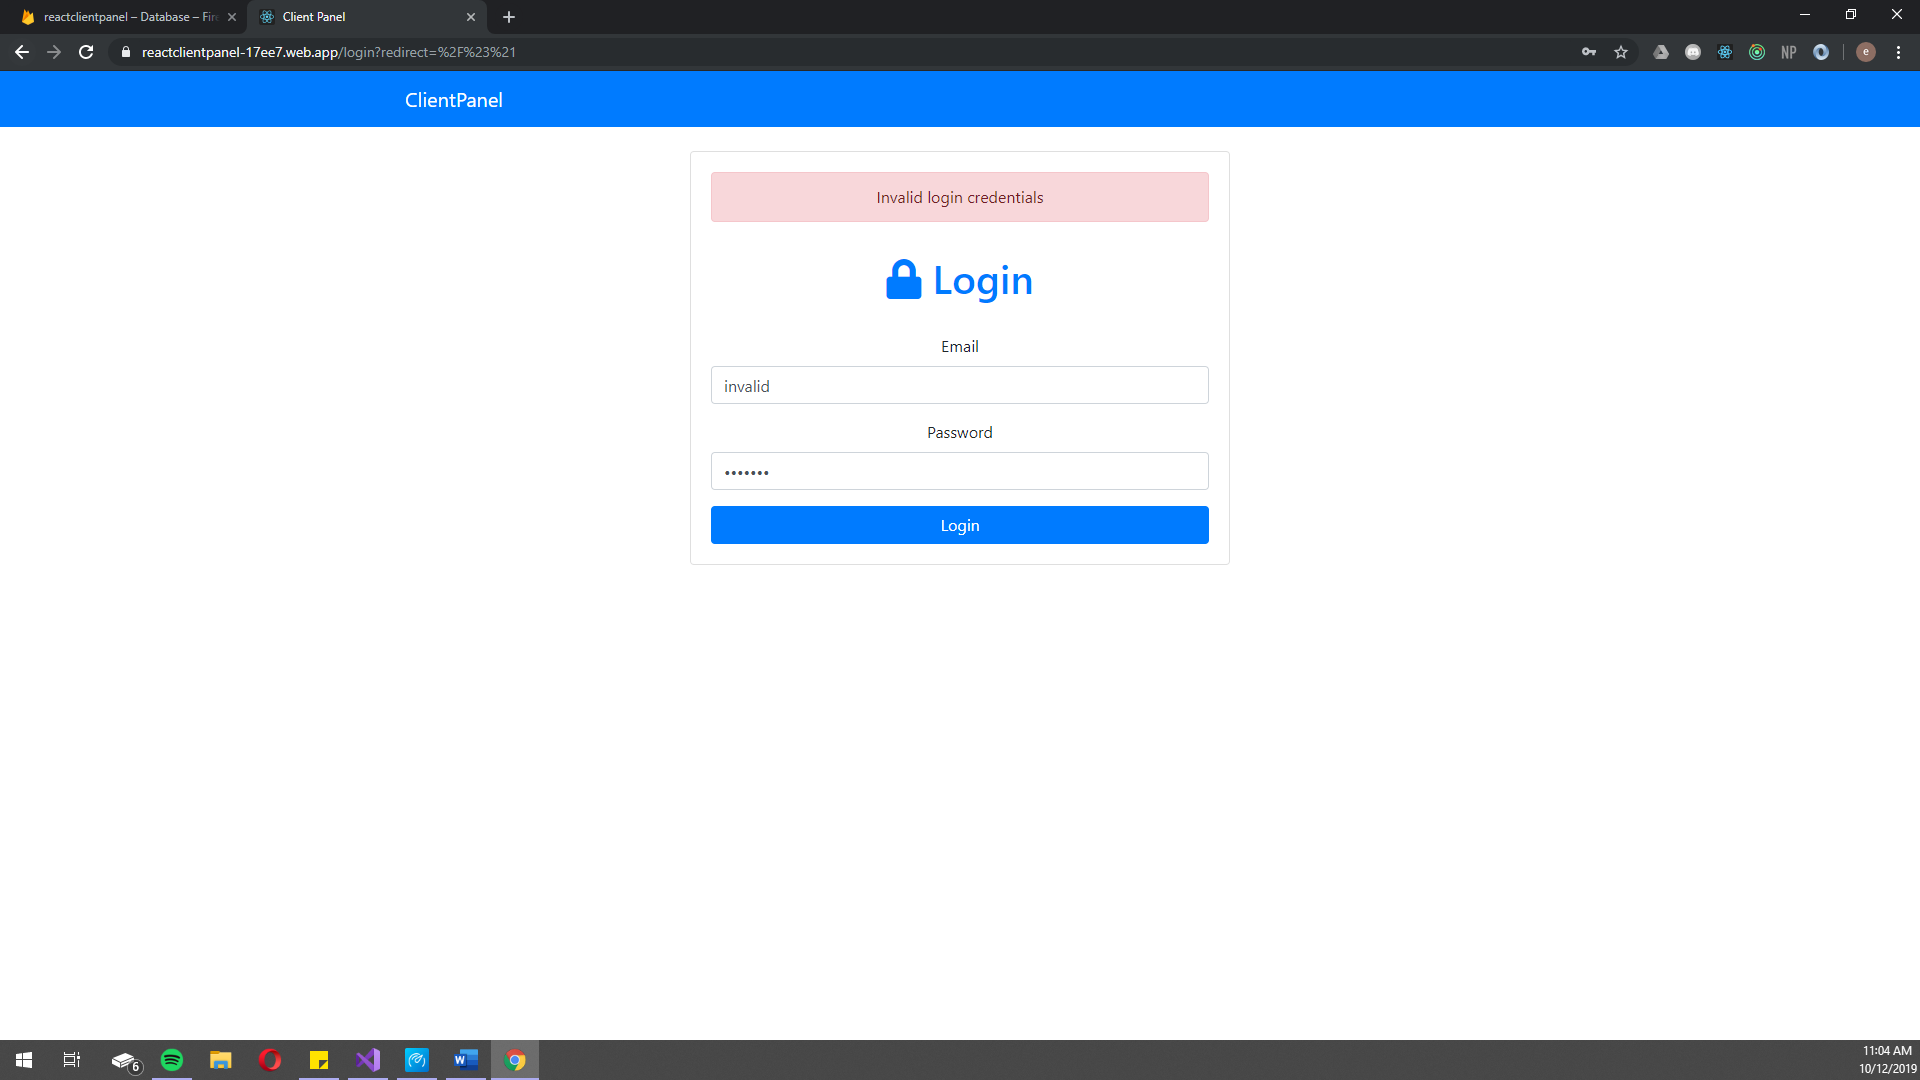 reactclientpanel – Database – Fire
Client Panel
reactclientpanel-17ee7.web.app/login?redirect=%2F%23%21
NP
e
ClientPanel
Invalid login credentials
Login
Email
invalid
Password
•••••••
Login
6
W
11:04 AM
10/12/2019